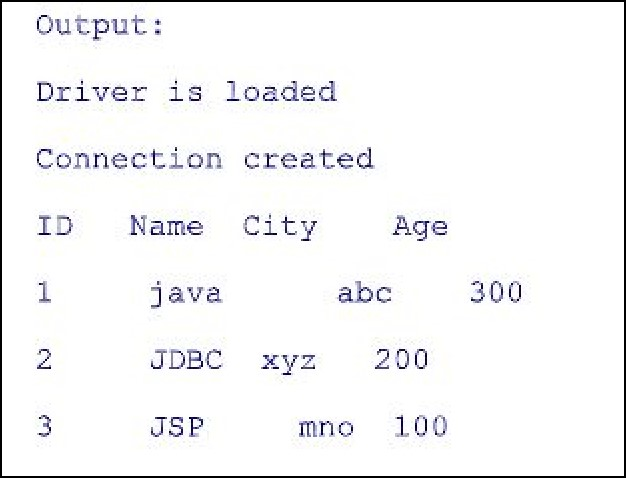 Output:
Driver is loaded
Connection created
ID   Name  City    Age
1     java      abc    300
2     JDBC  xyz   200
3     JSP     mno  100